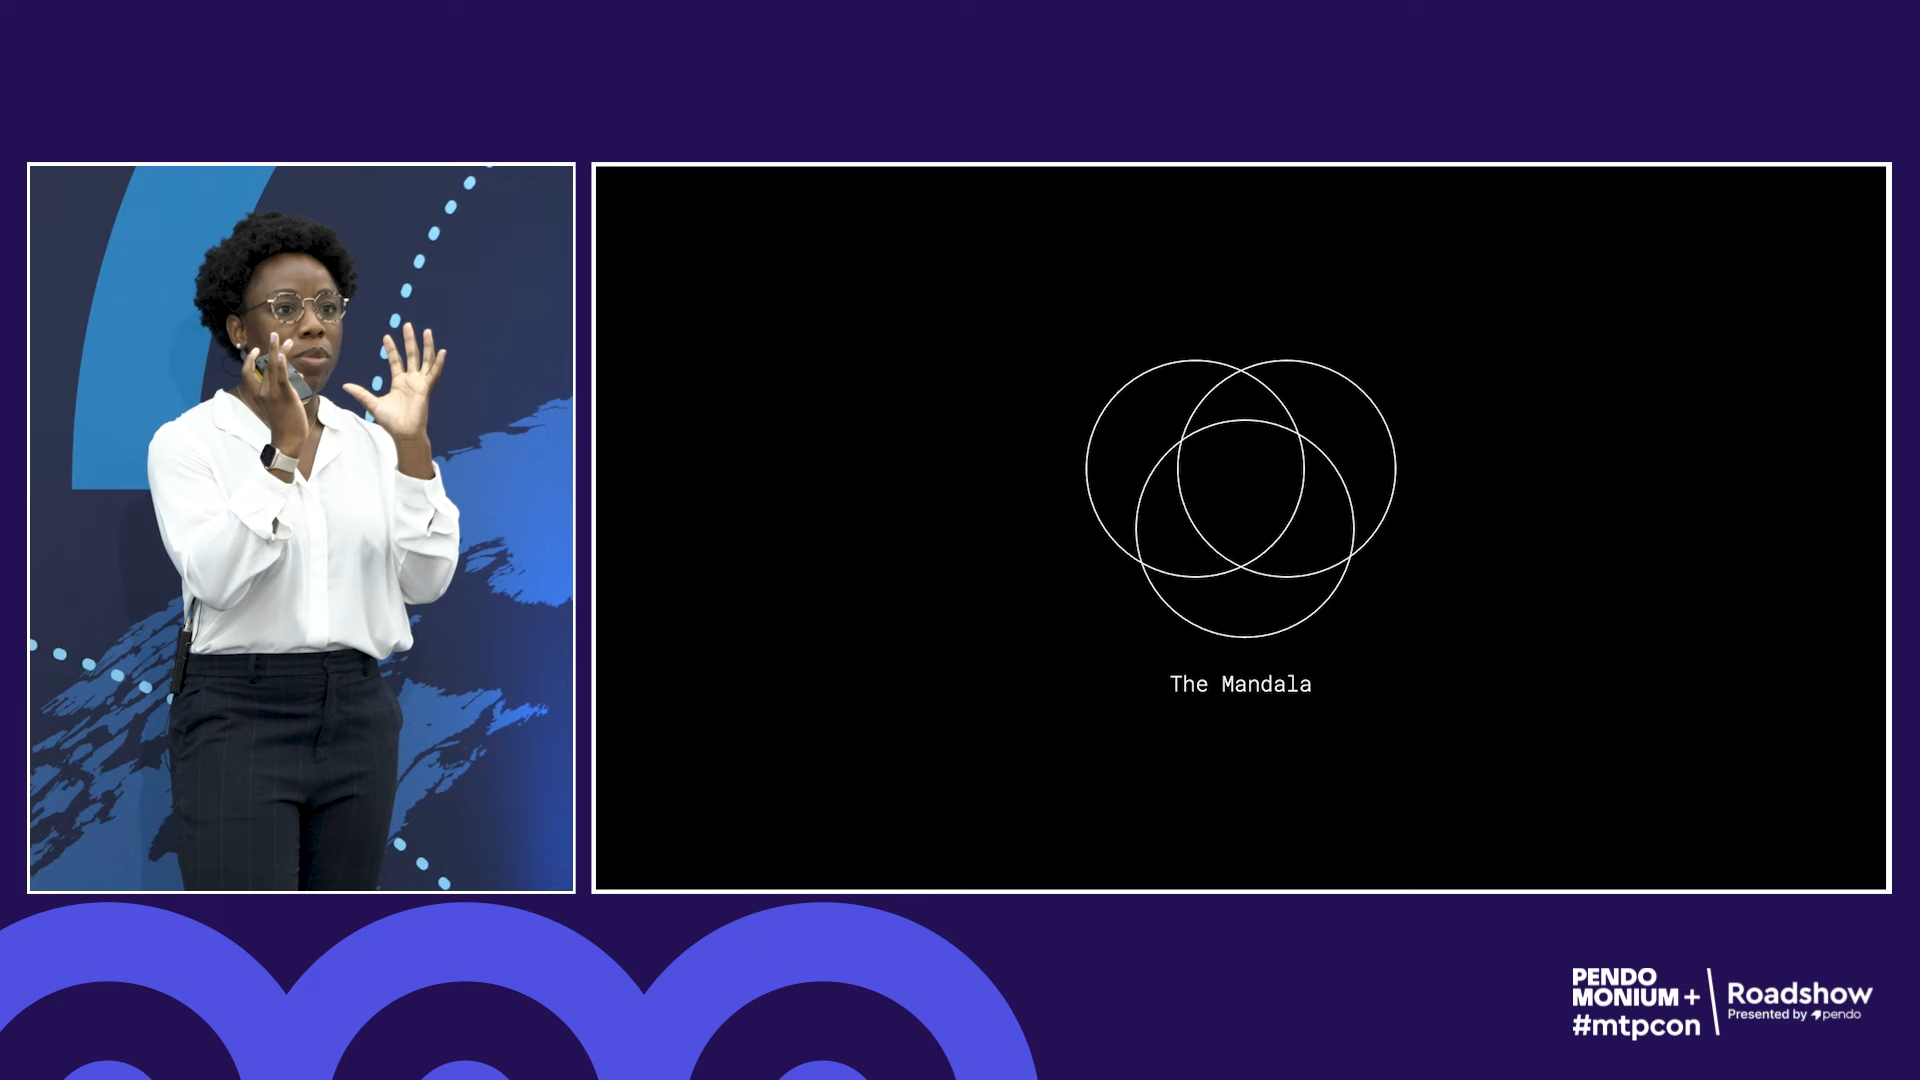 The Mandala
PENDO
MONIUM +
#mtpcon
Roadshow
Presented by pendo